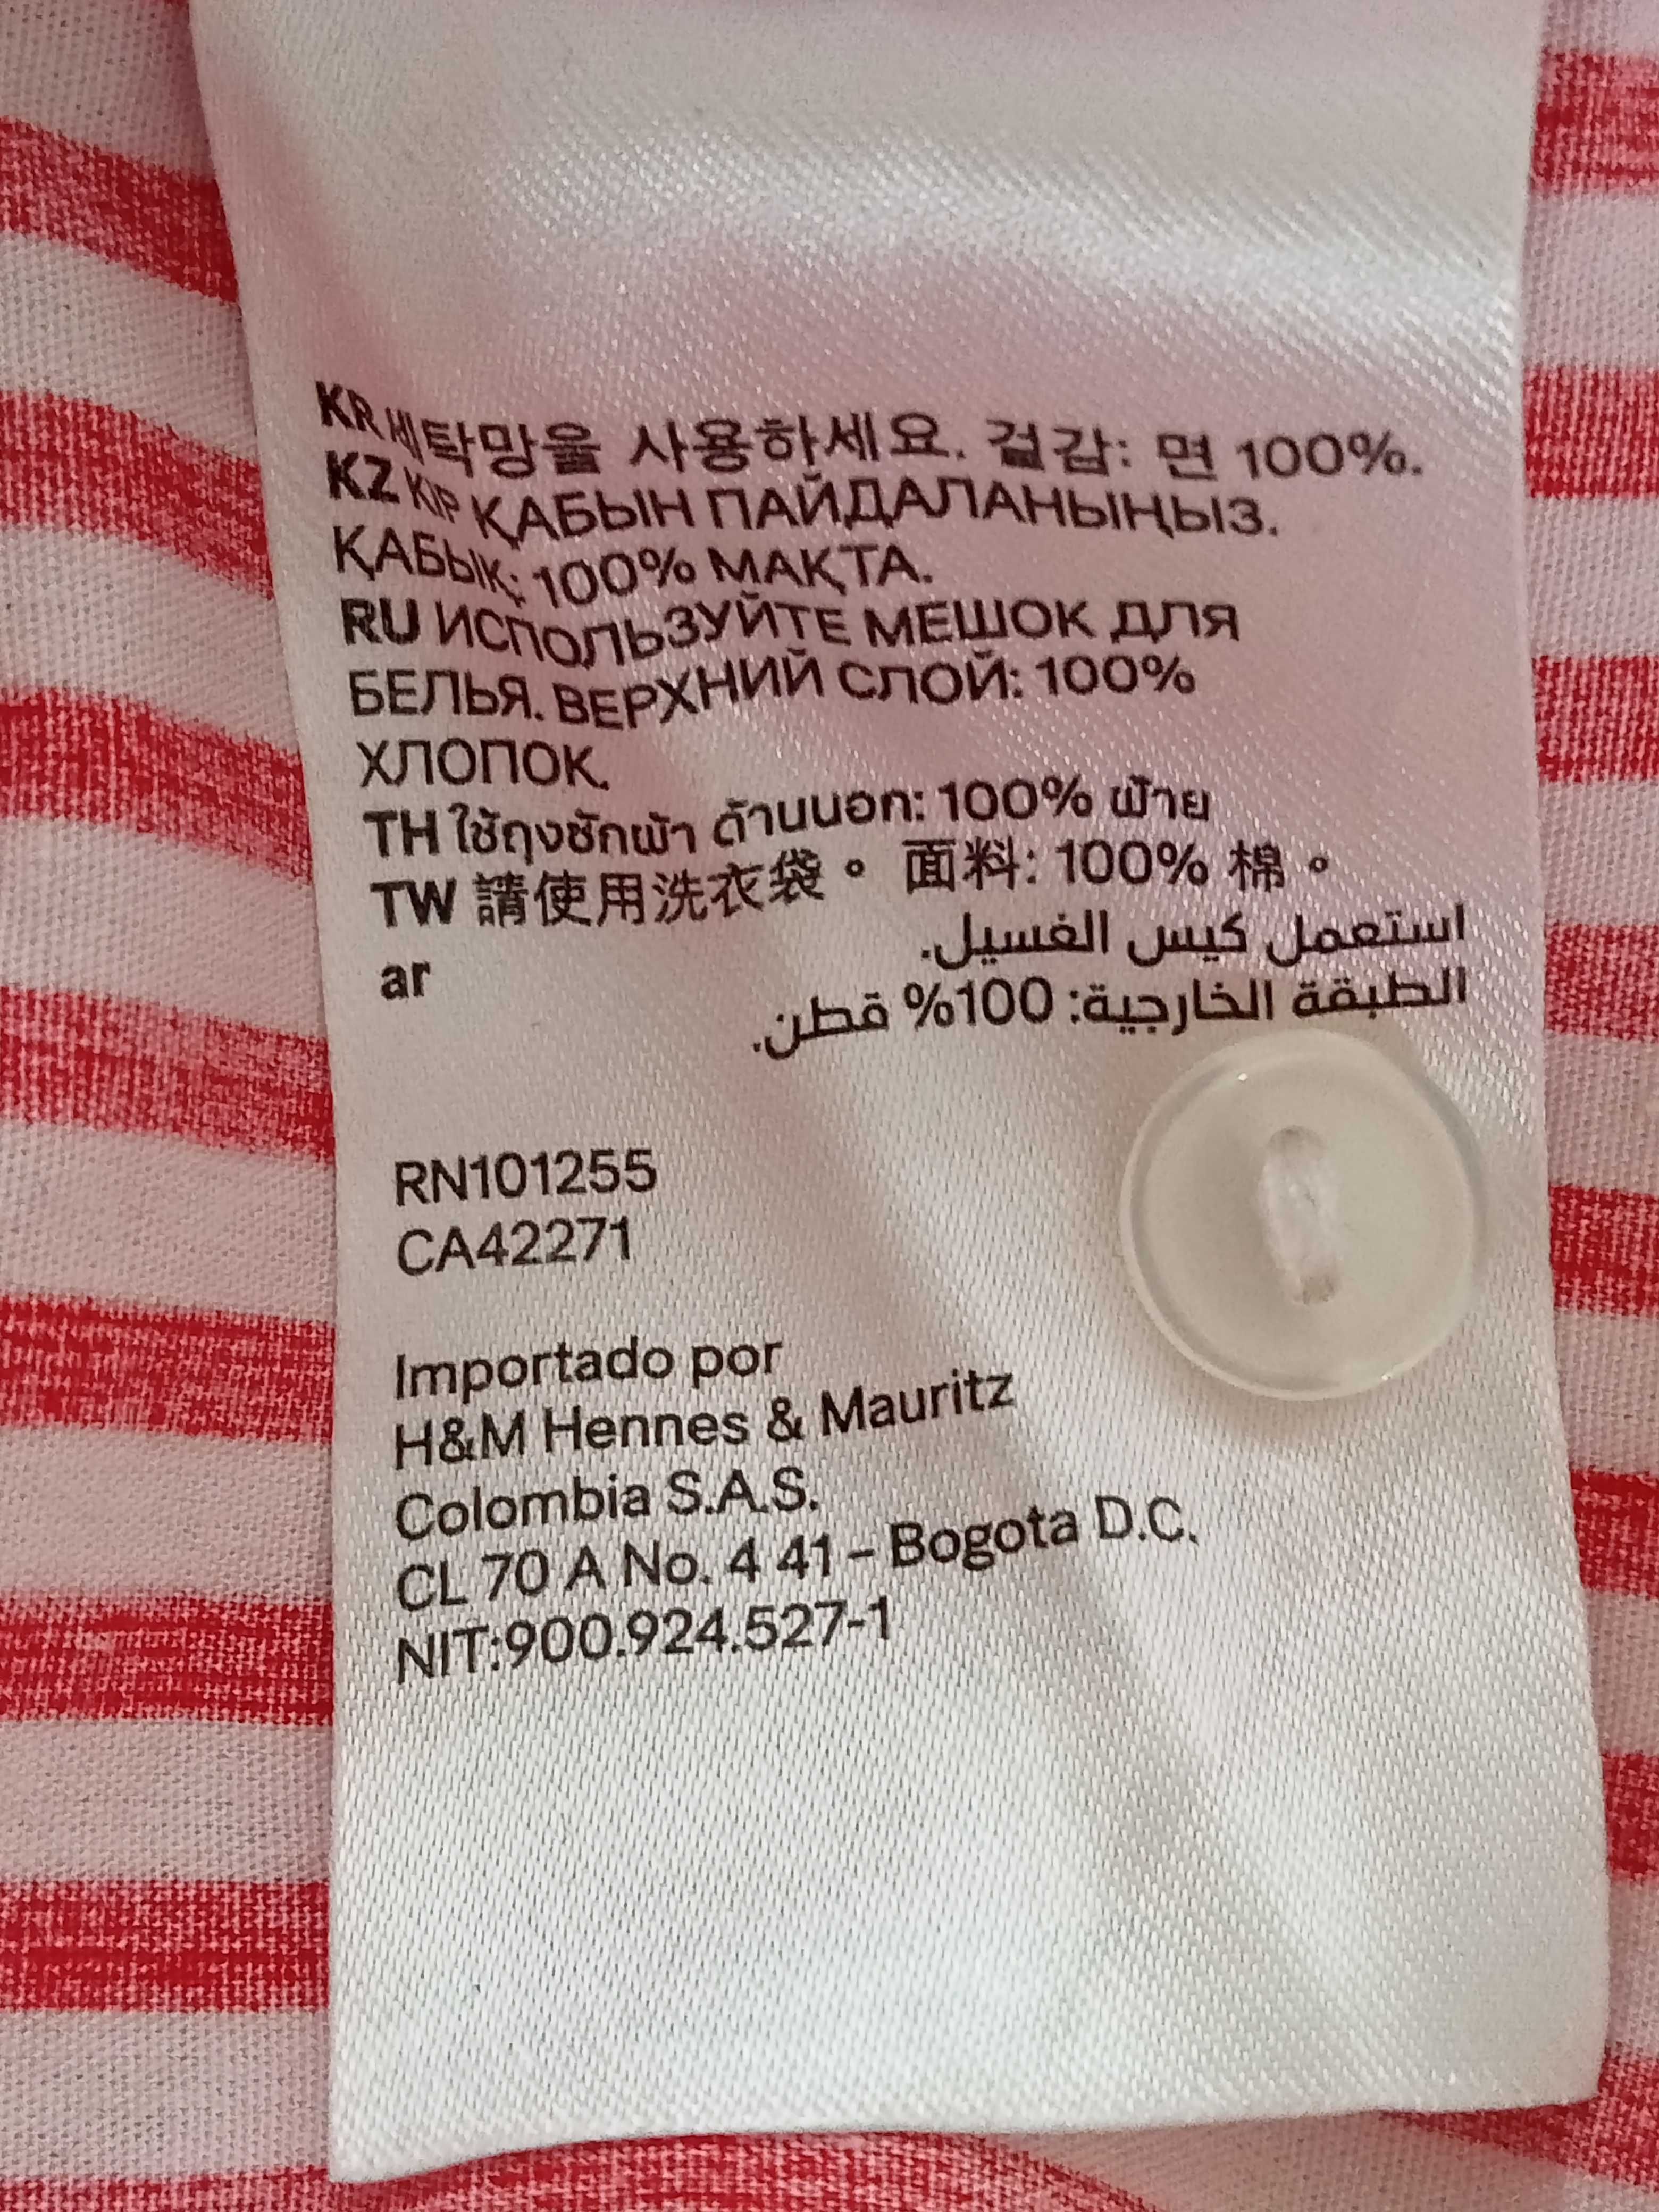 KR 세탁망을 사용하세요. 겉감: 면 100%.
KZ КІР ҚАБЫН ПАЙДАЛАНЫҢЫЗ.
ҚАБЫҚ: 100% МАҚТА.
RU ИСПОЛЬЗУЙТЕ МЕШОК ДЛЯ
БЕЛЬЯ. ВЕРХНИЙ СЛОЙ: 100%
ХЛОПОК.
TH ใช้ถุงซักผ้า ด้านนอก: 100% ฝ้าย
TW 請使用洗衣袋。 面料: 100% 棉。
استعمل كيس الغسيل.
ar
الطبقة الخارجية: 100% قطن.
RN101255
CA42271
Importado por
H&M Hennes & Mauritz
Colombia S.A.S.
CL 70 A No. 4 41 – Bogota D.C.
NIT:900.924.527-1